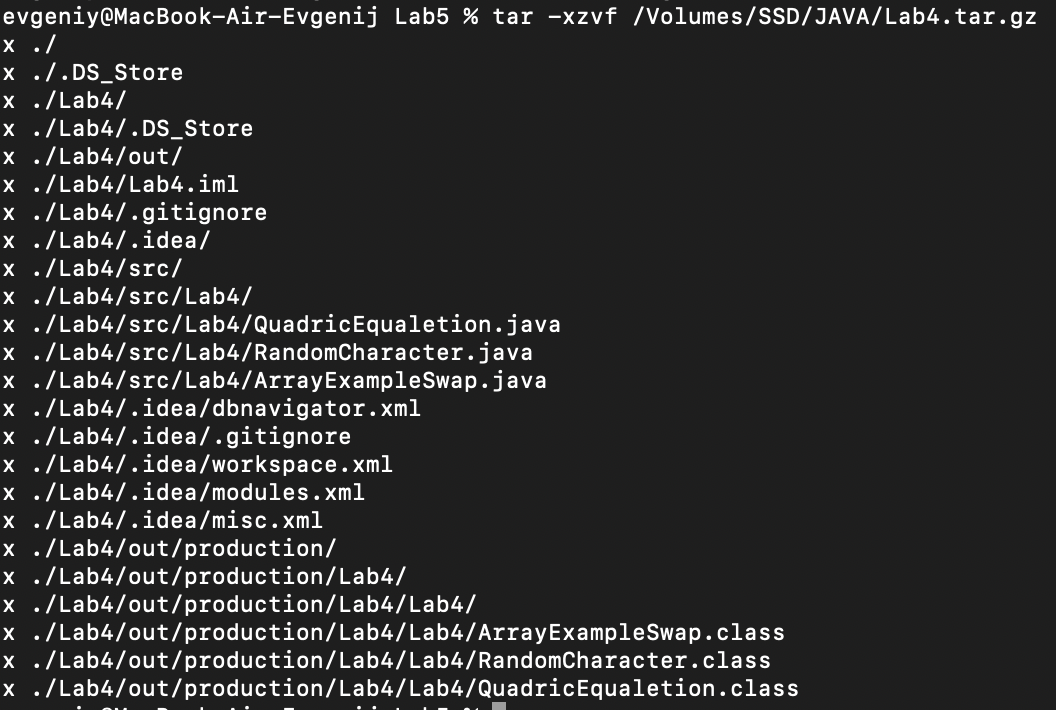 evgeniy@MacBook-Air-Evgenij Lab5 % tar -xzvf /Volumes/SSD/JAVA/Lab4.tar.gz
x ./
x ./.DS_Store
x ./Lab4/
x ./Lab4/.DS_Store
x ./Lab4/out/
x ./Lab4/Lab4.iml
x ./Lab4/.gitignore
x ./Lab4/.idea/
x ./Lab4/src/
x ./Lab4/src/Lab4/
x ./Lab4/src/Lab4/QuadricEqualetion.java
x ./Lab4/src/Lab4/RandomCharacter.java
x ./Lab4/src/Lab4/ArrayExampleSwap.java
x ./Lab4/.idea/dbnavigator.xml
x ./Lab4/.idea/.gitignore
x ./Lab4/.idea/workspace.xml
x ./Lab4/.idea/modules.xml
x ./Lab4/.idea/misc.xml
x ./Lab4/out/production/
x ./Lab4/out/production/Lab4/
x ./Lab4/out/production/Lab4/Lab4/
x ./Lab4/out/production/Lab4/Lab4/ArrayExampleSwap.class
x ./Lab4/out/production/Lab4/Lab4/RandomCharacter.class
x ./Lab4/out/production/Lab4/Lab4/QuadricEqualetion.class